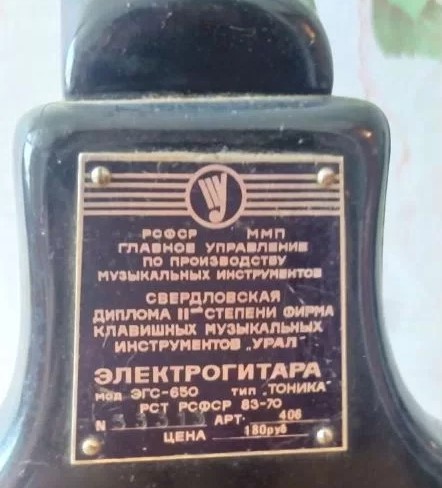 РСФСР ММП
ГЛАВНОЕ УПРАВЛЕНИЕ
ПО ПРОИЗВОДСТВУ
МУЗЫКАЛЬНЫХ ИНСТРУМЕНТОВ
СВЕРДЛОВСКАЯ
ДИПЛОМА IIой СТЕПЕНИ ФИРМА
КЛАВИШНЫХ МУЗЫКАЛЬНЫХ
ИНСТРУМЕНТОВ „УРАЛ"
ЭЛЕКТРОГИТАРА
МОД ЭГС-650 ТИП „ТОНИКА"
РСТ РСФСР 83-70
N АРТ. 406
ЦЕНА 180руб